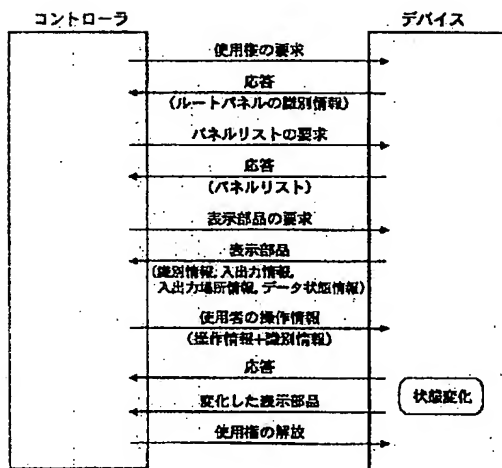 コントローラ
デバイス
使用権の要求
応答
(ルートパネルの識別情報)
パネルリストの要求
応答
(パネルリスト)
表示部品の要求
表示部品
(識別情報,入出力情報,
入出力場所情報,データ状態情報)
使用者の操作情報
(操作情報+識別情報)
応答
状態変化
変化した表示部品
使用権の解放